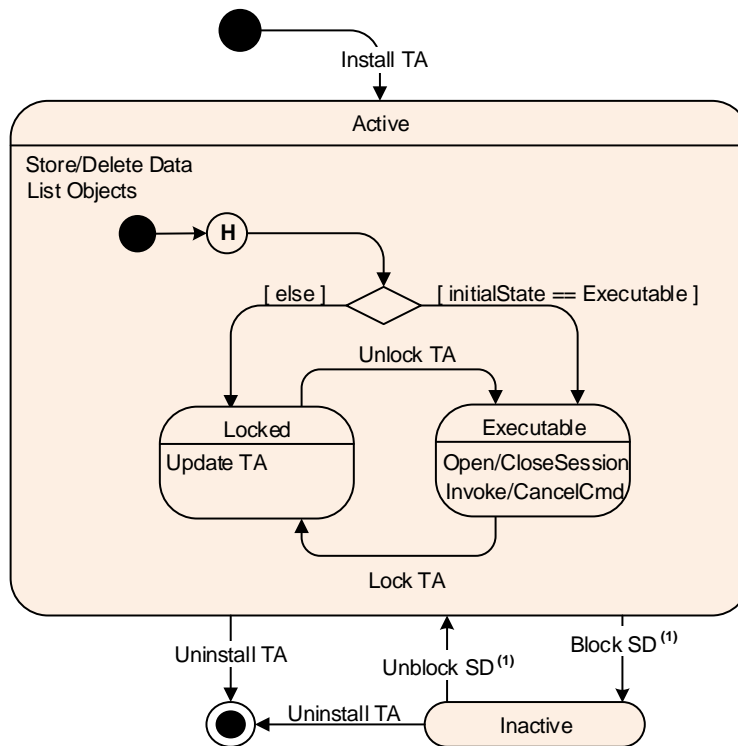 Install TA
Active
Store/Delete Data
List Objects
H
[ else ]
[ initialState == Executable ]
Unlock TA
Locked
Update TA
Executable
Open/CloseSession
Invoke/CancelCmd
Lock TA
Uninstall TA
Unblock SD (1)
Block SD (1)
Uninstall TA
Inactive